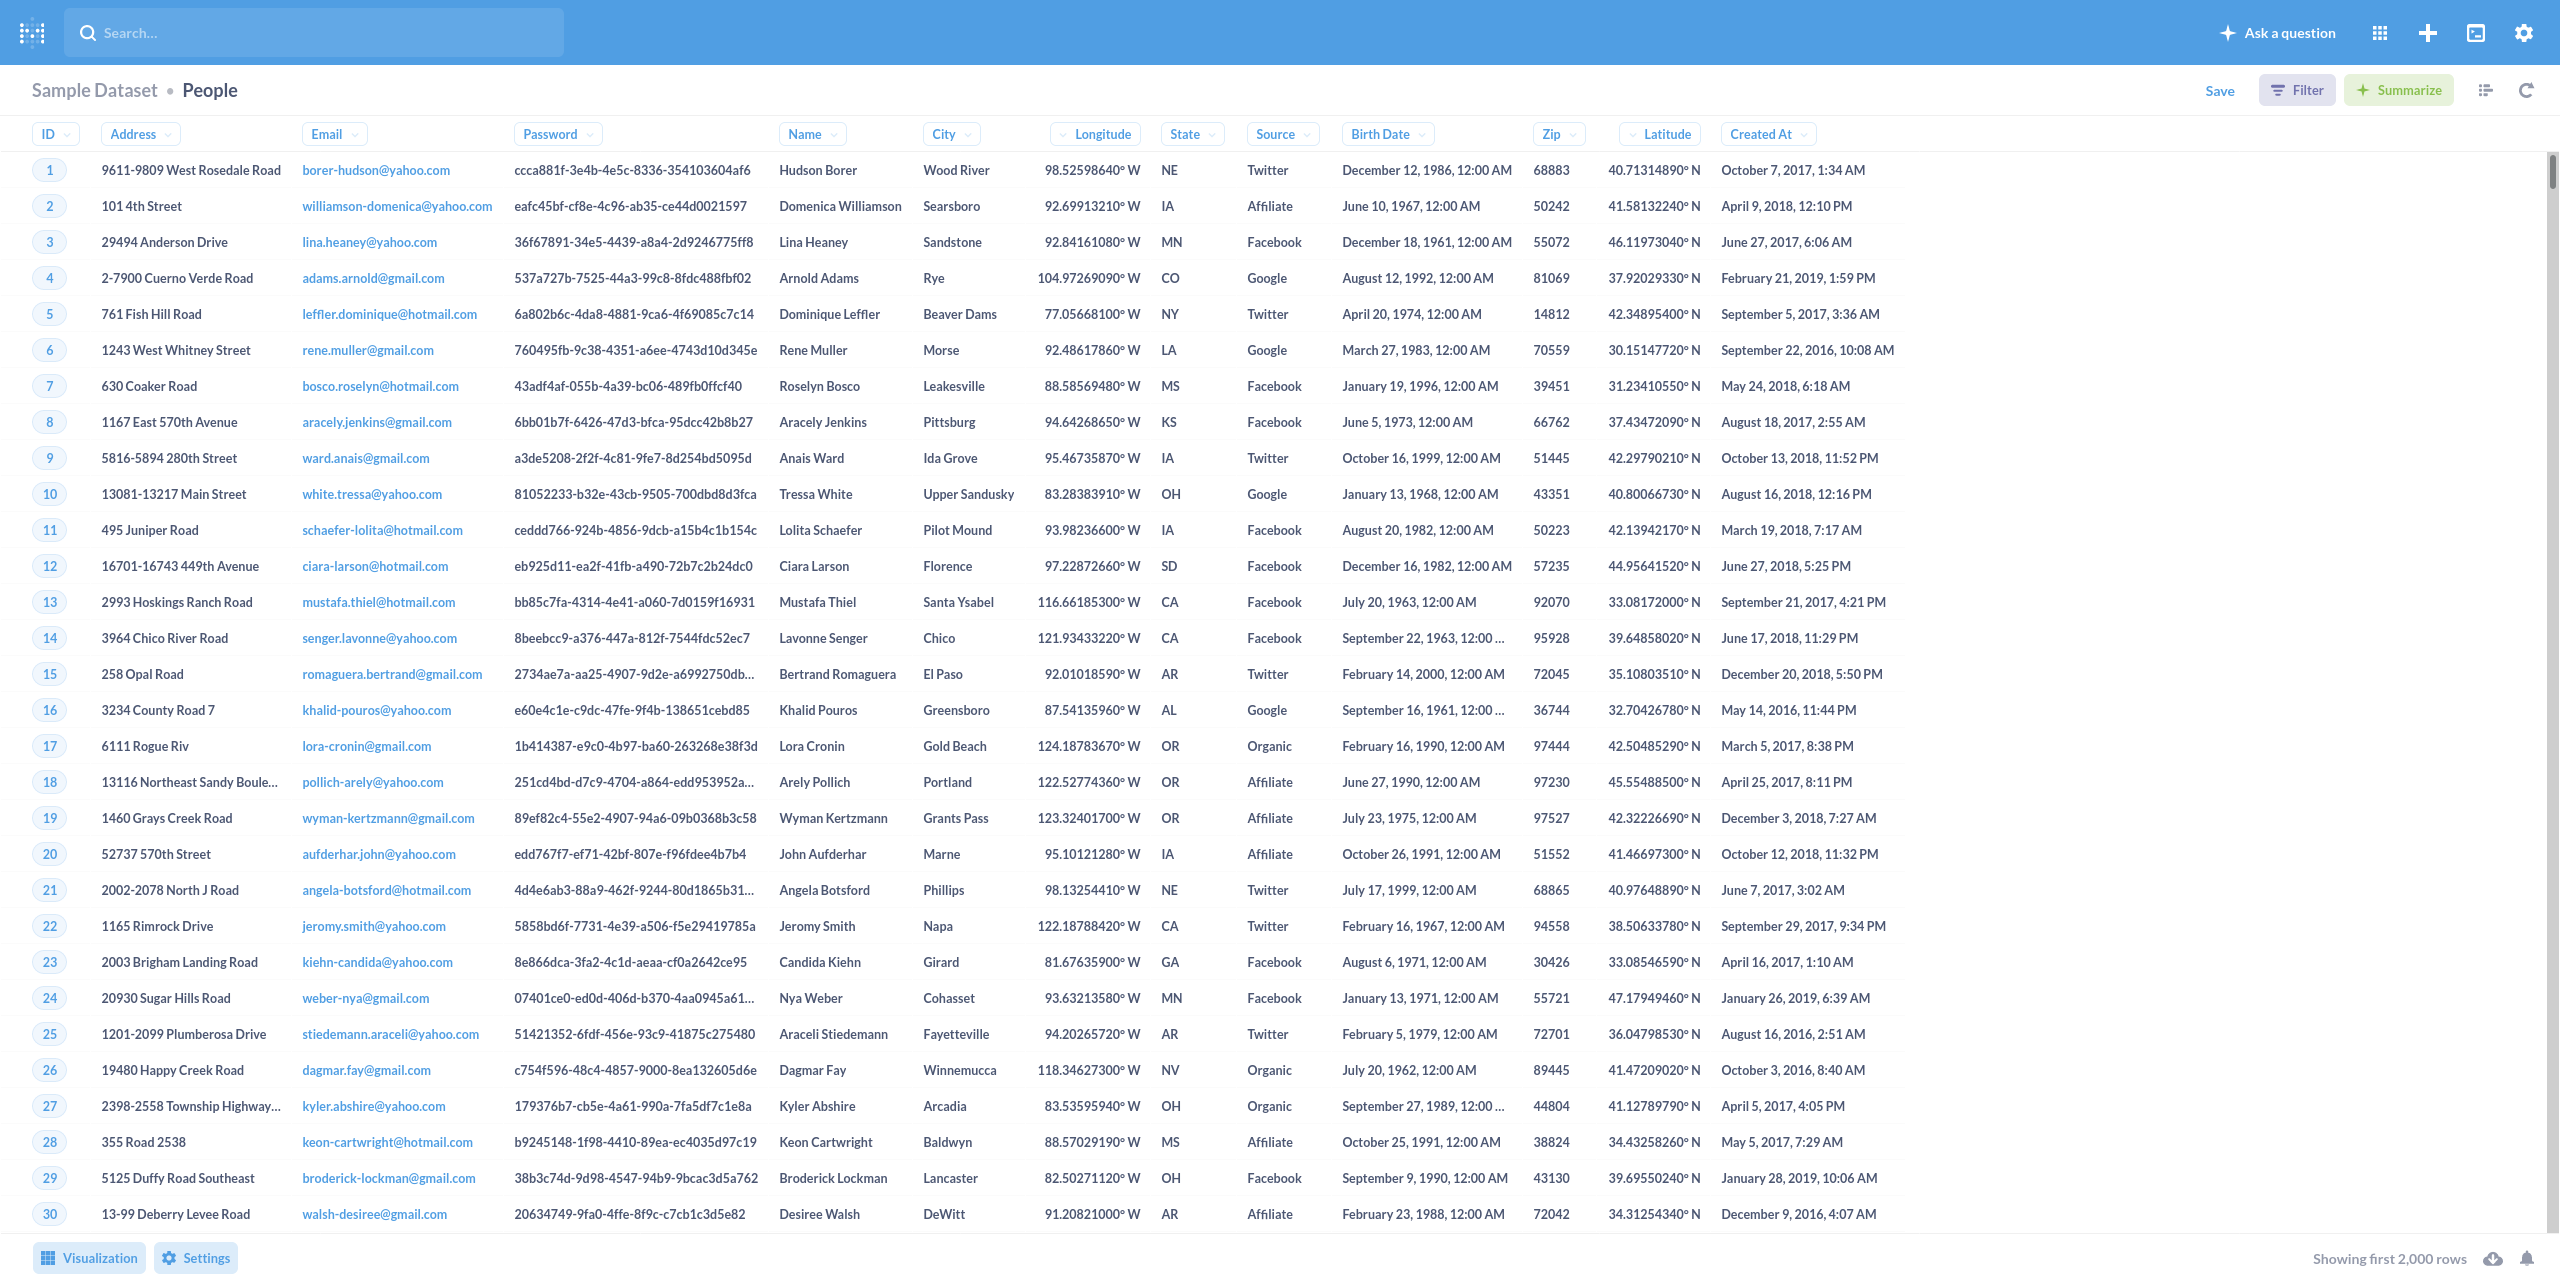 Search...
Ask a question
Sample Dataset • People
Save Filter Summarize
ID Address Email Password Name City Longitude State Source Birth Date Zip Latitude Created At
1 9611-9809 West Rosedale Road borer-hudson@yahoo.com ccca881f-3e4b-4e5c-8336-354103604af6 Hudson Borer Wood River 98.52598640° W NE Twitter December 12, 1986, 12:00 AM 68883 40.71314890° N October 7, 2017, 1:34 AM
2 101 4th Street williamson-domenica@yahoo.com eafc45bf-cf8e-4c96-ab35-ce44d0021597 Domenica Williamson Searsboro 92.69913210° W IA Affiliate June 10, 1967, 12:00 AM 50242 41.58132240° N April 9, 2018, 12:10 PM
3 29494 Anderson Drive lina.heaney@yahoo.com 36f67891-34e5-4439-a8a4-2d9246775ff8 Lina Heaney Sandstone 92.84161080° W MN Facebook December 18, 1961, 12:00 AM 55072 46.11973040° N June 27, 2017, 6:06 AM
4 2-7900 Cuerno Verde Road adams.arnold@gmail.com 537a727b-7525-44a3-99c8-8fdc488fbf02 Arnold Adams Rye 104.97269090° W CO Google August 12, 1992, 12:00 AM 81069 37.92029330° N February 21, 2019, 1:59 PM
5 761 Fish Hill Road leffler.dominique@hotmail.com 6a802b6c-4da8-4881-9ca6-4f69085c7c14 Dominique Leffler Beaver Dams 77.05668100° W NY Twitter April 20, 1974, 12:00 AM 14812 42.34895400° N September 5, 2017, 3:36 AM
6 1243 West Whitney Street rene.muller@gmail.com 760495fb-9c38-4351-a6ee-4743d10d345e Rene Muller Morse 92.48617860° W LA Google March 27, 1983, 12:00 AM 70559 30.15147720° N September 22, 2016, 10:08 AM
7 630 Coaker Road bosco.roselyn@hotmail.com 43adf4af-055b-4a39-bc06-489fb0ffcf40 Roselyn Bosco Leakesville 88.58569480° W MS Facebook January 19, 1996, 12:00 AM 39451 31.23410550° N May 24, 2018, 6:18 AM
8 1167 East 570th Avenue aracely.jenkins@gmail.com 6bb01b7f-6426-47d3-bfca-95dcc42b8b27 Aracely Jenkins Pittsburg 94.64268650° W KS Facebook June 5, 1973, 12:00 AM 66762 37.43472090° N August 18, 2017, 2:55 AM
9 5816-5894 280th Street ward.anais@gmail.com a3de5208-2f2f-4c81-9fe7-8d254bd5095d Anais Ward Ida Grove 95.46735870° W IA Twitter October 16, 1999, 12:00 AM 51445 42.29790210° N October 13, 2018, 11:52 PM
10 13081-13217 Main Street white.tressa@yahoo.com 81052233-b32e-43cb-9505-700dbd8d3fca Tressa White Upper Sandusky 83.28383910° W OH Google January 13, 1968, 12:00 AM 43351 40.80066730° N August 16, 2018, 12:16 PM
11 495 Juniper Road schaefer-lolita@hotmail.com ceddd766-924b-4856-9dcb-a15b4c1b154c Lolita Schaefer Pilot Mound 93.98236600° W IA Facebook August 20, 1982, 12:00 AM 50223 42.13942170° N March 19, 2018, 7:17 AM
12 16701-16743 449th Avenue ciara-larson@hotmail.com eb925d11-ea2f-41fb-a490-72b7c2b24dc0 Ciara Larson Florence 97.22872660° W SD Facebook December 16, 1982, 12:00 AM 57235 44.95641520° N June 27, 2018, 5:25 PM
13 2993 Hoskings Ranch Road mustafa.thiel@hotmail.com bb85c7fa-4314-4e41-a060-7d0159f16931 Mustafa Thiel Santa Ysabel 116.66185300° W CA Facebook July 20, 1963, 12:00 AM 92070 33.08172000° N September 21, 2017, 4:21 PM
14 3964 Chico River Road senger.lavonne@yahoo.com 8beebcc9-a376-447a-812f-7544fdc52ec7 Lavonne Senger Chico 121.93433220° W CA Facebook September 22, 1963, 12:00 ... 95928 39.64858020° N June 17, 2018, 11:29 PM
15 258 Opal Road romaguera.bertrand@gmail.com 2734ae7a-aa25-4907-9d2e-a6992750db... Bertrand Romaguera El Paso 92.01018590° W AR Twitter February 14, 2000, 12:00 AM 72045 35.10803510° N December 20, 2018, 5:50 PM
16 3234 County Road 7 khalid-pouros@yahoo.com e60e4c1e-c9dc-47fe-9f4b-138651cebd85 Khalid Pouros Greensboro 87.54135960° W AL Google September 16, 1961, 12:00 ... 36744 32.70426780° N May 14, 2016, 11:44 PM
17 6111 Rogue Riv lora-cronin@gmail.com 1b414387-e9c0-4b97-ba60-263268e38f3d Lora Cronin Gold Beach 124.18783670° W OR Organic February 16, 1990, 12:00 AM 97444 42.50485290° N March 5, 2017, 8:38 PM
18 13116 Northeast Sandy Boule... pollich-arely@yahoo.com 251cd4bd-d7c9-4704-a864-edd953952a... Arely Pollich Portland 122.52774360° W OR Affiliate June 27, 1990, 12:00 AM 97230 45.55488500° N April 25, 2017, 8:11 PM
19 1460 Grays Creek Road wyman-kertzmann@gmail.com 89ef82c4-55e2-4907-94a6-09b0368b3c58 Wyman Kertzmann Grants Pass 123.32401700° W OR Affiliate July 23, 1975, 12:00 AM 97527 42.32226690° N December 3, 2018, 7:27 AM
20 52737 570th Street aufderhar.john@yahoo.com edd767f7-ef71-42bf-807e-f96fdee4b7b4 John Aufderhar Marne 95.10121280° W IA Affiliate October 26, 1991, 12:00 AM 51552 41.46697300° N October 12, 2018, 11:32 PM
21 2002-2078 North J Road angela-botsford@hotmail.com 4d4e6ab3-88a9-462f-9244-80d1865b31... Angela Botsford Phillips 98.13254410° W NE Twitter July 17, 1999, 12:00 AM 68865 40.97648890° N June 7, 2017, 3:02 AM
22 1165 Rimrock Drive jeromy.smith@yahoo.com 5858bd6f-7731-4e39-a506-f5e29419785a Jeromy Smith Napa 122.18788420° W CA Twitter February 16, 1967, 12:00 AM 94558 38.50633780° N September 29, 2017, 9:34 PM
23 2003 Brigham Landing Road kiehn-candida@yahoo.com 8e866dca-3fa2-4c1d-aeaa-cf0a2642ce95 Candida Kiehn Girard 81.67635900° W GA Facebook August 6, 1971, 12:00 AM 30426 33.08546590° N April 16, 2017, 1:10 AM
24 20930 Sugar Hills Road weber-nya@gmail.com 07401ce0-ed0d-406d-b370-4aa0945a61... Nya Weber Cohasset 93.63213580° W MN Facebook January 13, 1971, 12:00 AM 55721 47.17949460° N January 26, 2019, 6:39 AM
25 1201-2099 Plumberosa Drive stiedemann.araceli@yahoo.com 51421352-6fdf-456e-93c9-41875c275480 Araceli Stiedemann Fayetteville 94.20265720° W AR Twitter February 5, 1979, 12:00 AM 72701 36.04798530° N August 16, 2016, 2:51 AM
26 19480 Happy Creek Road dagmar.fay@gmail.com c754f596-48c4-4857-9000-8ea132605d6e Dagmar Fay Winnemucca 118.34627300° W NV Organic July 20, 1962, 12:00 AM 89445 41.47209020° N October 3, 2016, 8:40 AM
27 2398-2558 Township Highway... kyler.abshire@yahoo.com 179376b7-cb5e-4a61-990a-7fa5df7c1e8a Kyler Abshire Arcadia 83.53595940° W OH Organic September 27, 1989, 12:00 ... 44804 41.12789790° N April 5, 2017, 4:05 PM
28 355 Road 2538 keon-cartwright@hotmail.com b9245148-1f98-4410-89ea-ec4035d97c19 Keon Cartwright Baldwyn 88.57029190° W MS Affiliate October 25, 1991, 12:00 AM 38824 34.43258260° N May 5, 2017, 7:29 AM
29 5125 Duffy Road Southeast broderick-lockman@gmail.com 38b3c74d-9d98-4547-94b9-9bcac3d5a762 Broderick Lockman Lancaster 82.50271120° W OH Facebook September 9, 1990, 12:00 AM 43130 39.69550240° N January 28, 2019, 10:06 AM
30 13-99 Deberry Levee Road walsh-desiree@gmail.com 20634749-9fa0-4ffe-8f9c-c7cb1c3d5e82 Desiree Walsh DeWitt 91.20821000° W AR Affiliate February 23, 1988, 12:00 AM 72042 34.31254340° N December 9, 2016, 4:07 AM
Visualization Settings Showing first 2,000 rows